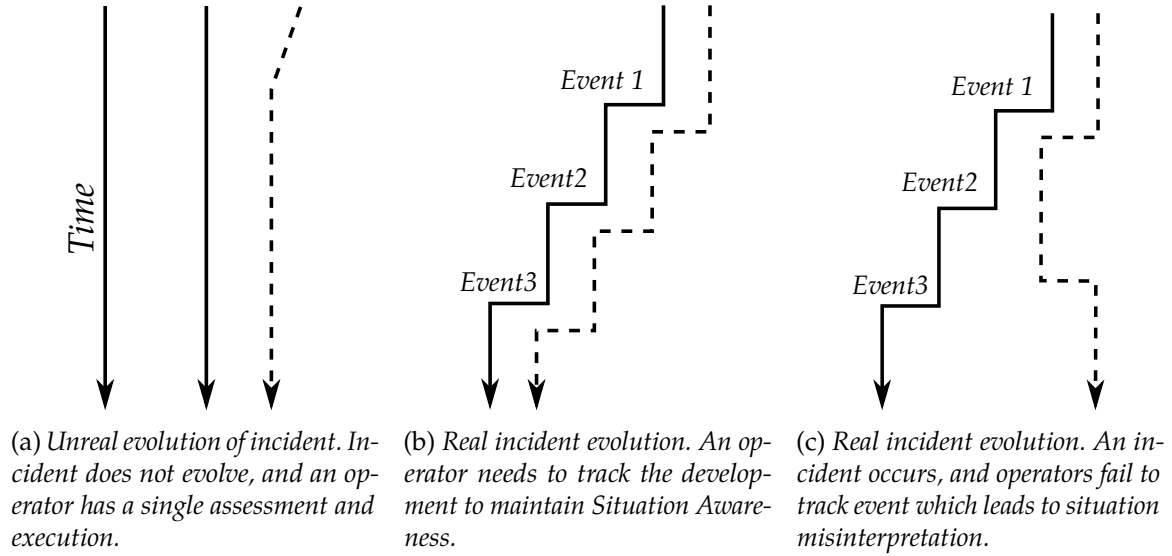 Time
Event 1
Event2
Event3
Event 1
Event2
Event3
(a) Unreal evolution of incident. In-
cident does not evolve, and an op-
erator has a single assessment and
execution.
(b) Real incident evolution. An op-
erator needs to track the develop-
ment to maintain Situation Aware-
ness.
(c) Real incident evolution. An in-
cident occurs, and operators fail to
track event which leads to situation
misinterpretation.